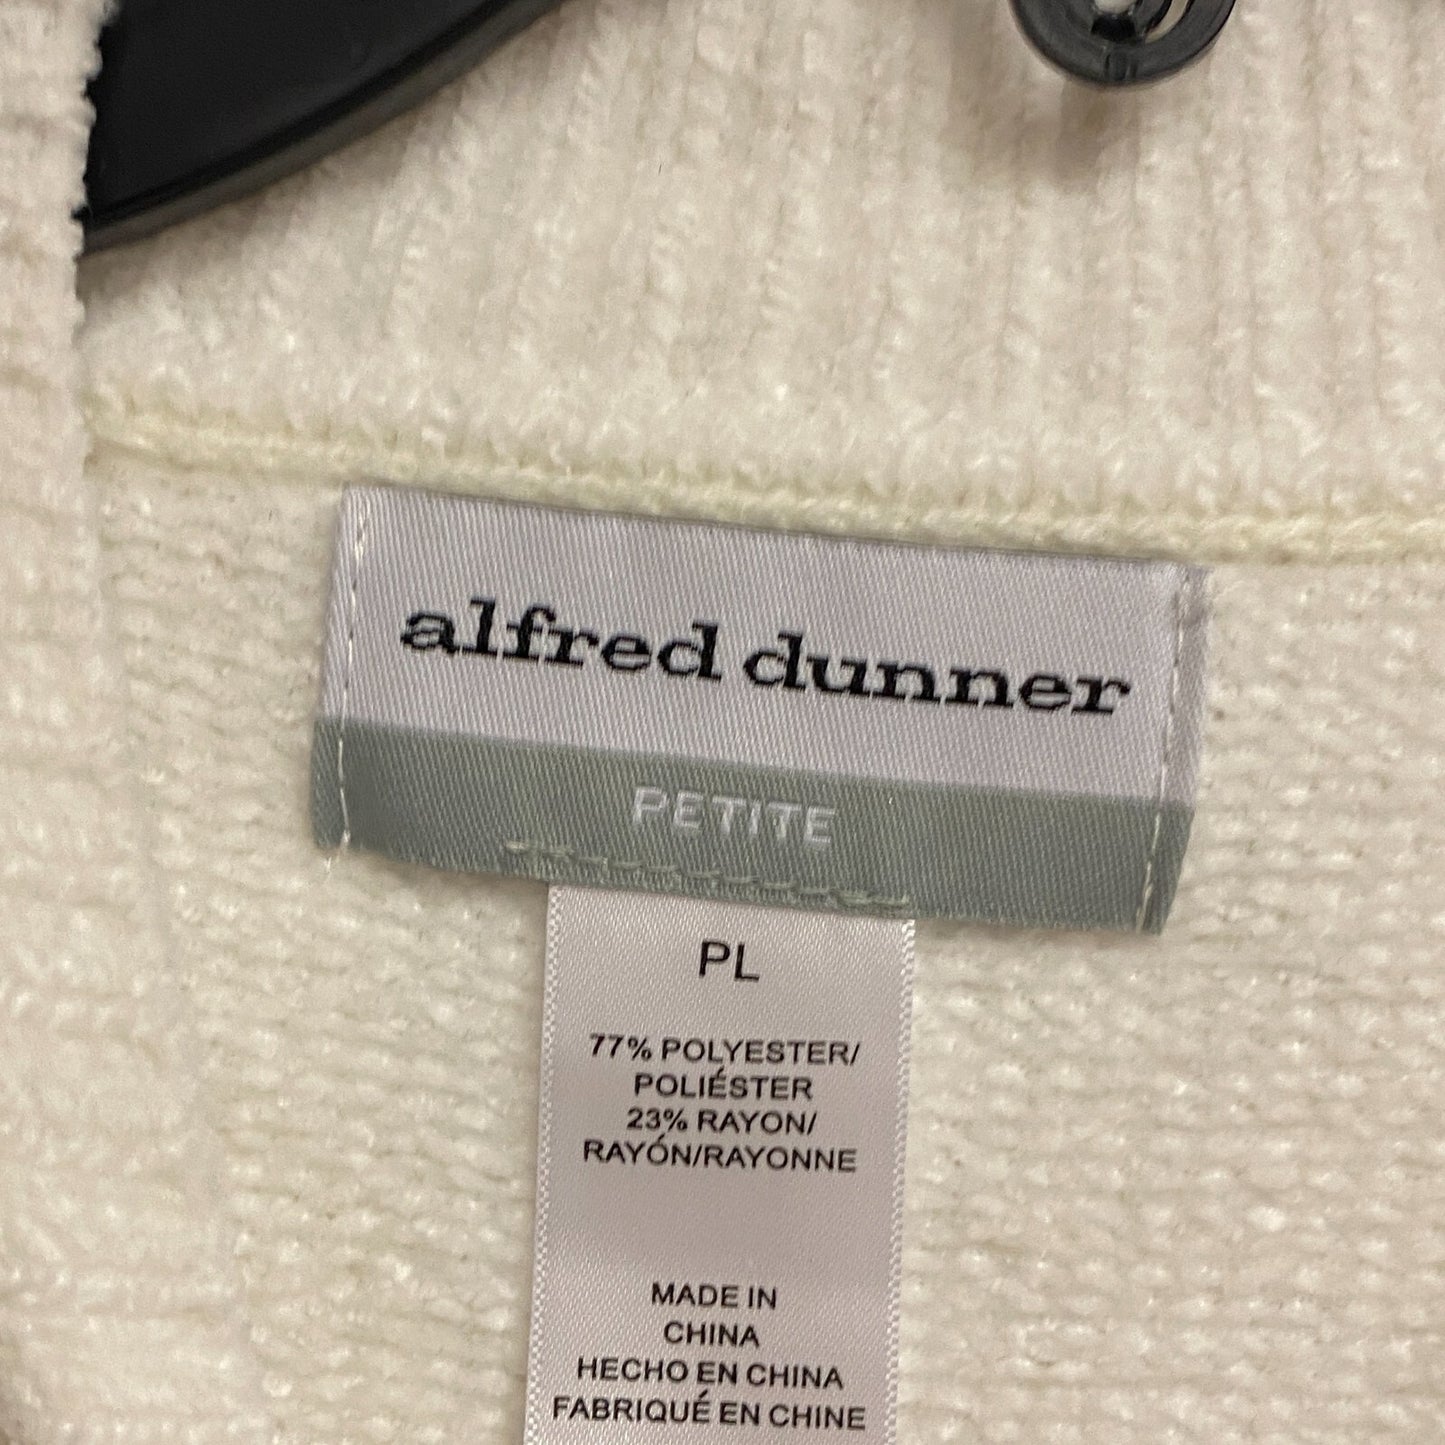 alfred dunner
PETITE
PL
77% POLYESTER/
POLIÉSTER
23% RAYON/
RAYÓN/RAYONNE
MADE IN
CHINA
HECHO EN CHINA
FABRIQUÉ EN CHINE